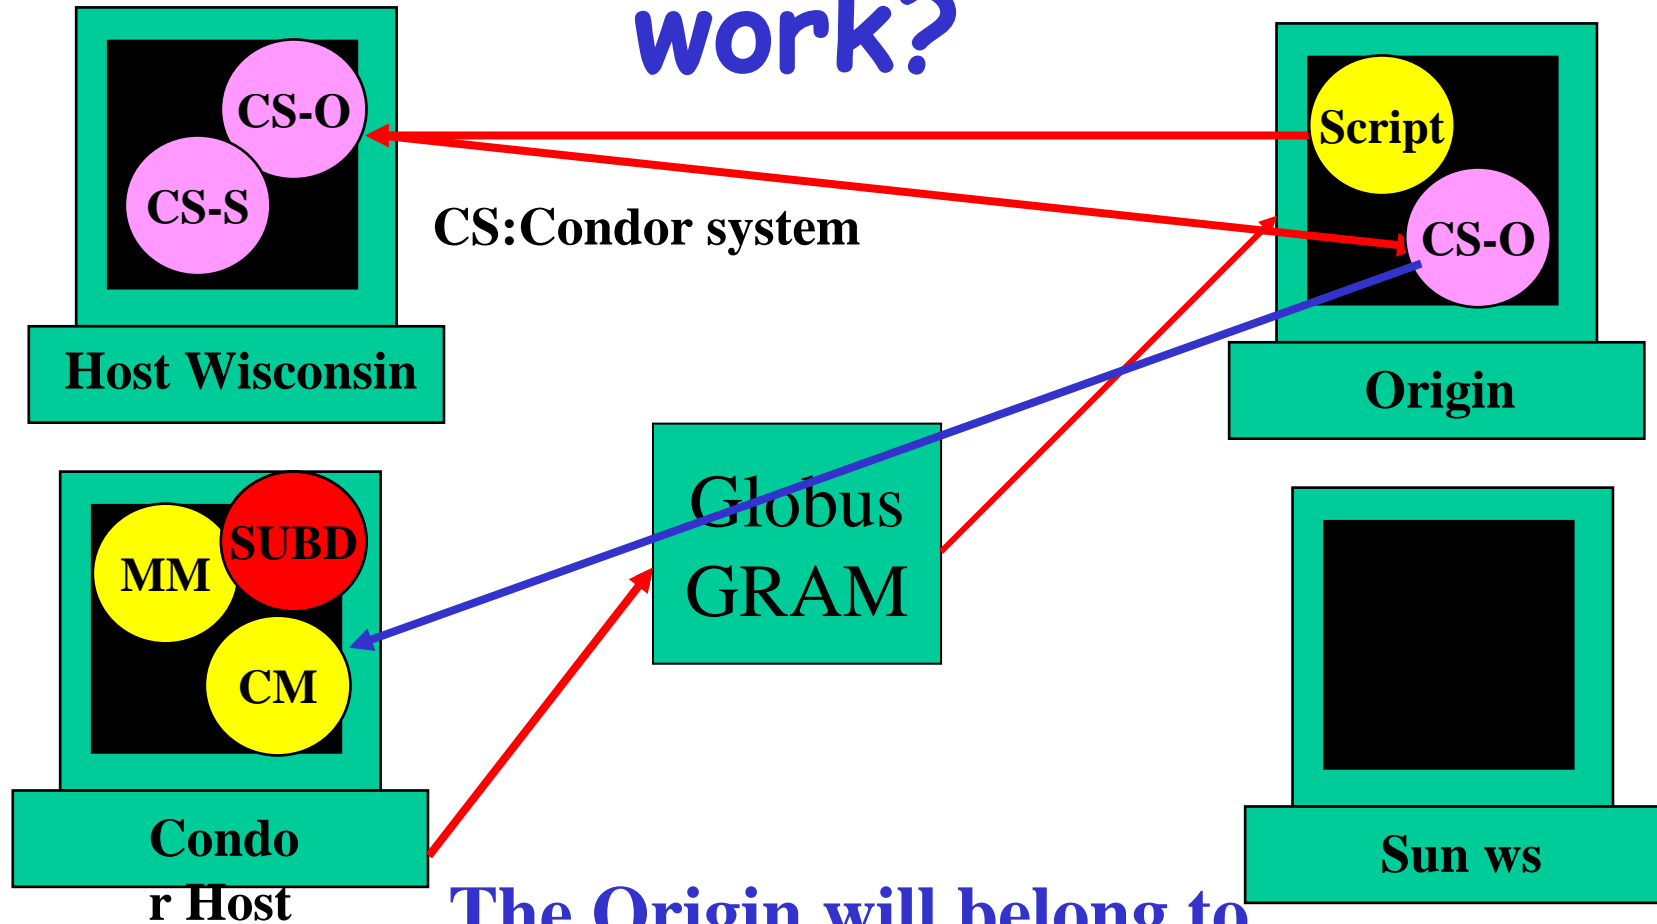 work?
CS-O
CS-S
Script
CS-O
CS:Condor system
Host Wisconsin
Origin
Globus
GRAM
MM
SUBD
CM
Condo
r Host
Sun ws
The Origin will belong to